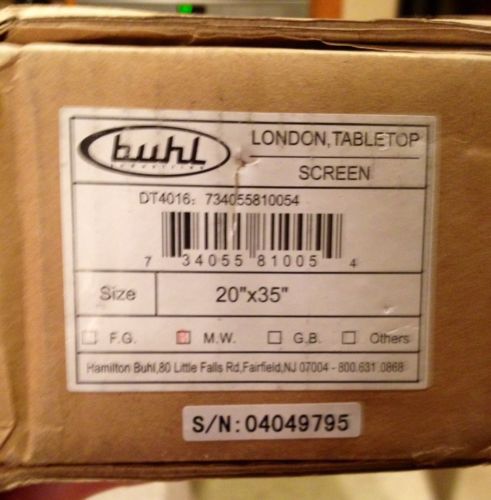 buhl
industries
LONDON, TABLETOP
SCREEN
DT4016: 734055810054
7 34055 81005 4
Size 20"x35"
F.G. M.W. G.B. Others
Hamilton Buhl,80 Little Falls Rd,Fairfield,NJ 07004 - 800.631.0868
S/N: 04049795